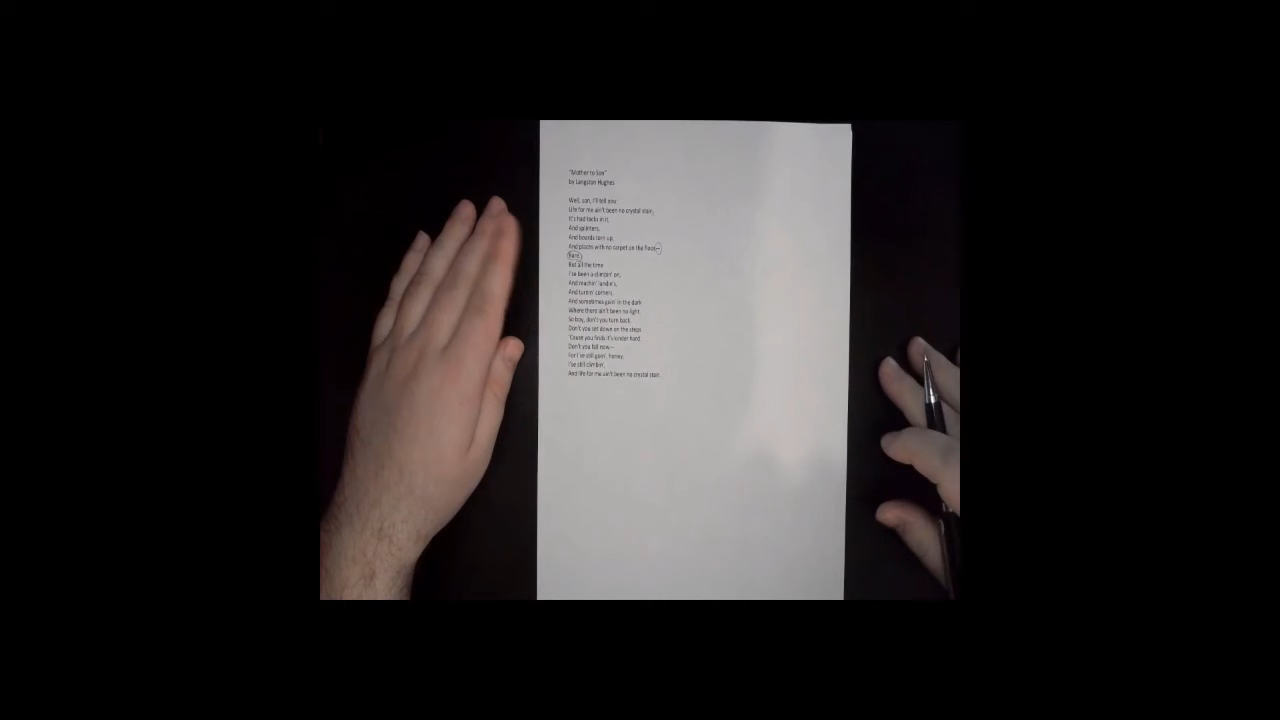 "Mother to Son"
by Langston Hughes
Well, son, I'll tell you:
Life for me ain't been no crystal stair.
It's had tacks in it,
And splinters,
And boards torn up,
And places with no carpet on the floor—
Bare.
But all the time
I'se been a-climbin' on,
And reachin' landin's,
And turnin' corners,
And sometimes goin' in the dark
Where there ain't been no light.
So boy, don't you turn back.
Don't you set down on the steps
'Cause you finds it's kinder hard.
Don't you fall now—
For I'se still goin', honey,
I'se still climbin',
And life for me ain't been no crystal stair.